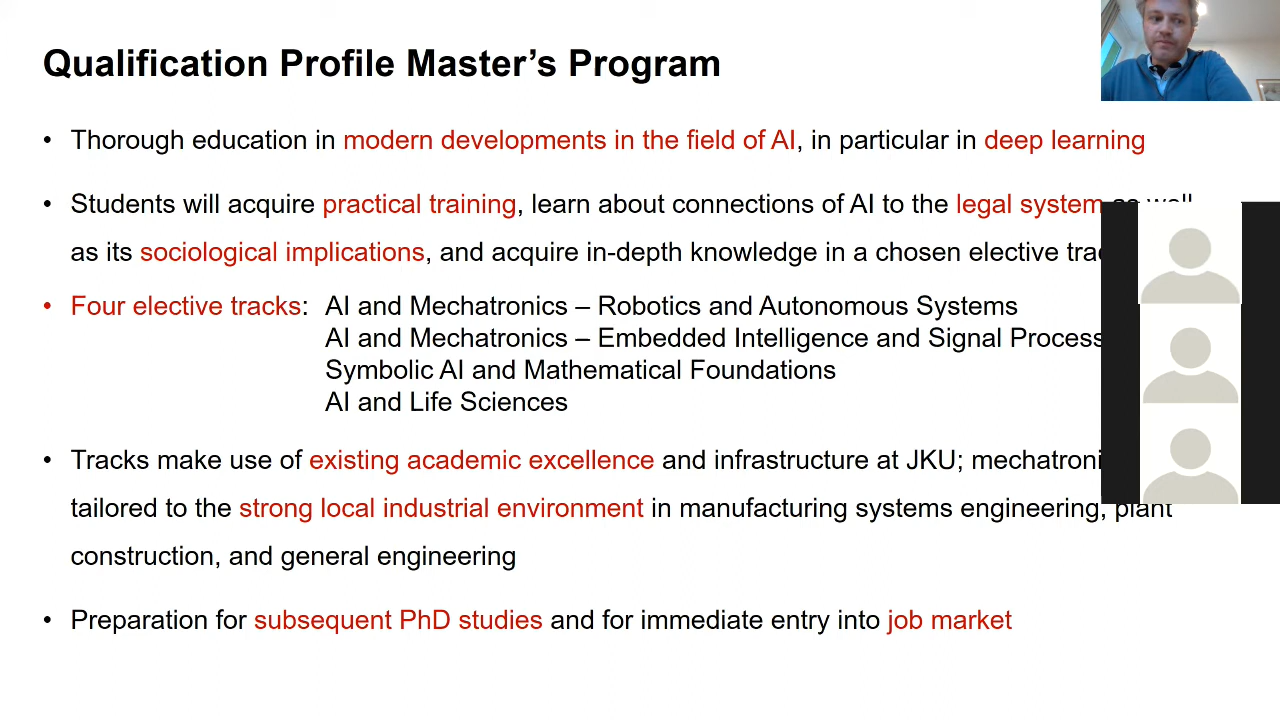 Qualification Profile Master’s Program
• Thorough education in modern developments in the field of AI, in particular in deep learning
• Students will acquire practical training, learn about connections of AI to the legal system as well
as its sociological implications, and acquire in-depth knowledge in a chosen elective
• Four elective tracks: AI and Mechatronics – Robotics and Autonomous Systems
AI and Mechatronics – Embedded Intelligence and Signal
Symbolic AI and Mathematical Foundations
AI and Life Sciences
• Tracks make use of existing academic excellence and infrastructure at JKU;
tailored to the strong local industrial environment in manufacturing systems engineering, plant
construction, and general engineering
• Preparation for subsequent PhD studies and for immediate entry into job market